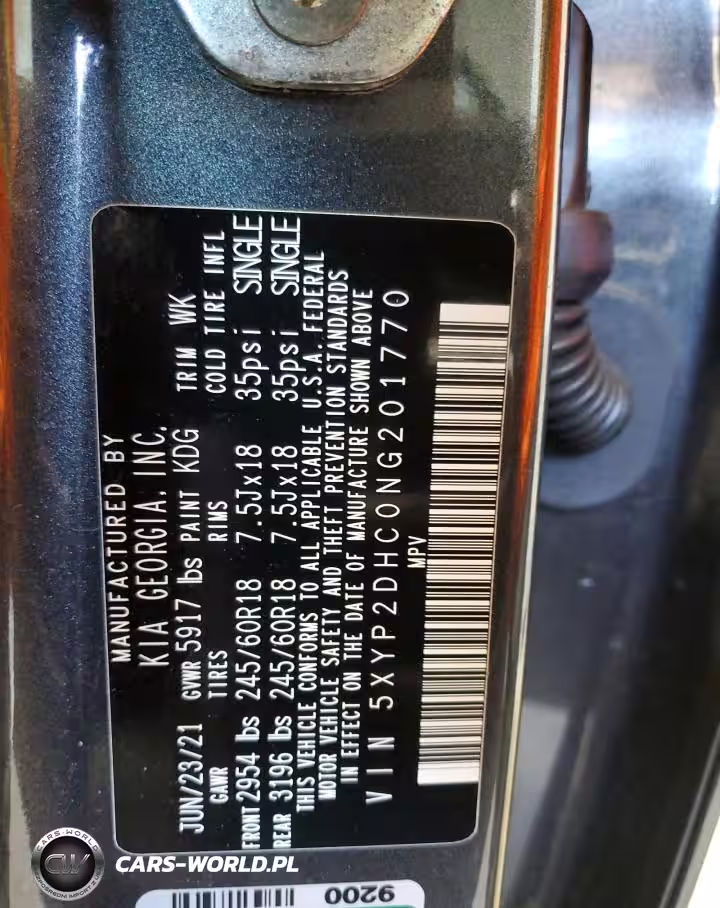 MANUFACTURED BY
KIA GEORGIA, INC.
JUN/23/21 GVWR 5917 lbs PAINT KDG TRIM WK
GAWR TIRES RIMS COLD TIRE INFL
FRONT 2954 lbs 245/60R18 7.5Jx18 35psi SINGLE
REAR 3196 lbs 245/60R18 7.5Jx18 35psi SINGLE
THIS VEHICLE CONFORMS TO ALL APPLICABLE U.S.A. FEDERAL
MOTOR VEHICLE SAFETY AND THEFT PREVENTION STANDARDS
IN EFFECT ON THE DATE OF MANUFACTURE SHOWN ABOVE
VIN 5XYP2DHC0NG201770
MPV
9200
CARS-WORLD
CW
CARS-WORLD.PL